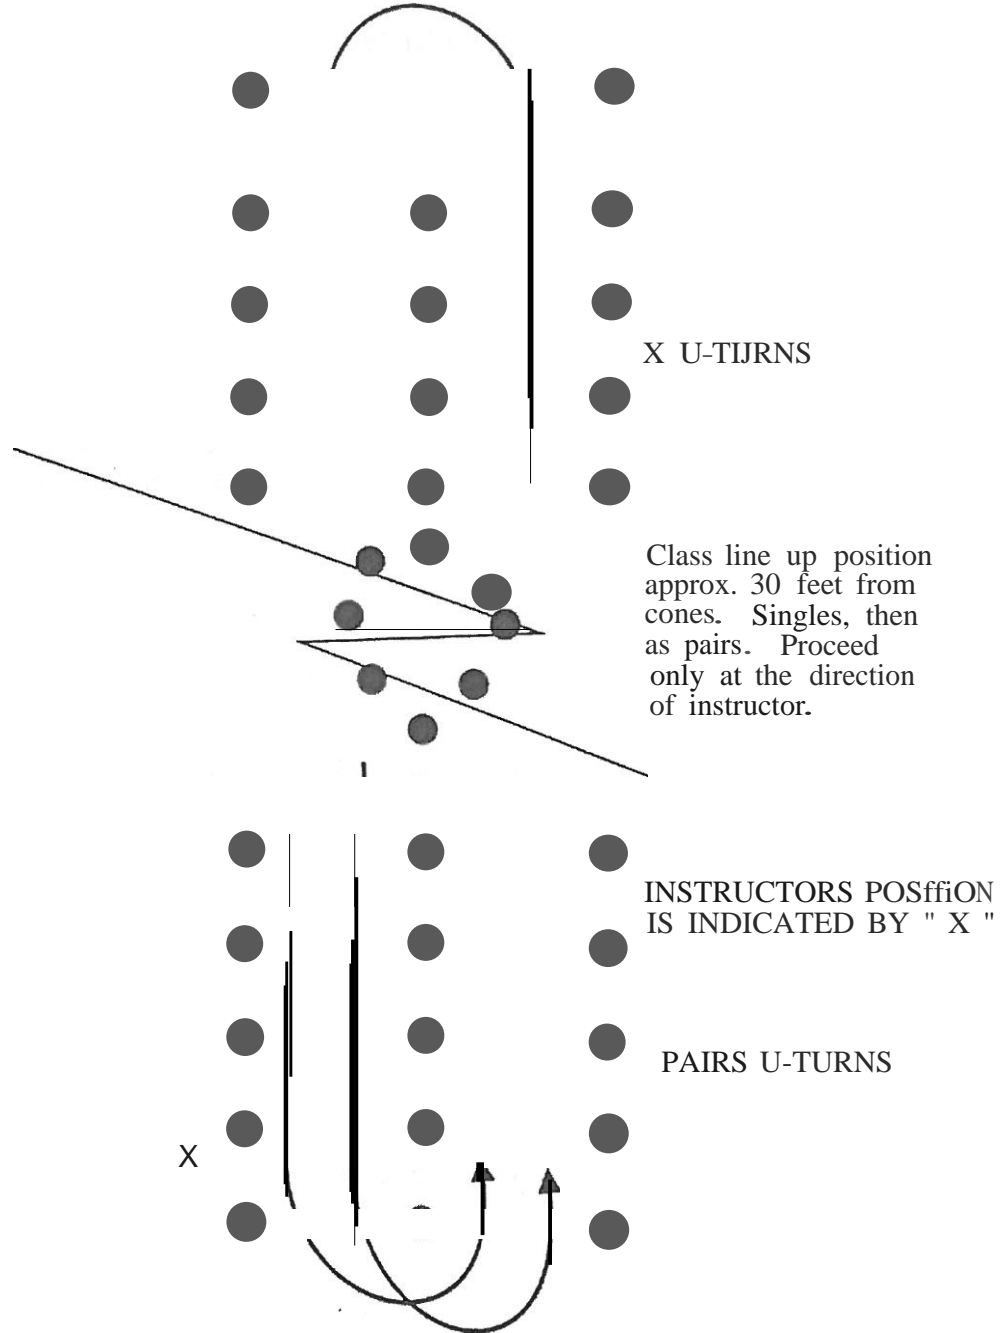 X U-TIJRNS
Class line up position
approx. 30 feet from
cones. Singles, then
as pairs. Proceed
only at the direction
of instructor.
INSTRUCTORS POSffiON
IS INDICATED BY " X "
PAIRS U-TURNS
X